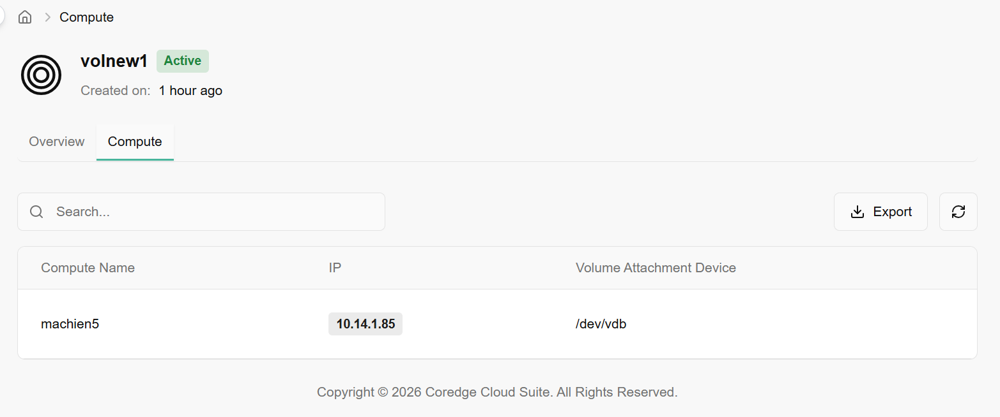 Compute
volnew1 Active
Created on: 1 hour ago
Overview Compute
Search... Export
Compute Name IP Volume Attachment Device
machien5 10.14.1.85 /dev/vdb
Copyright © 2026 Coredge Cloud Suite. All Rights Reserved.